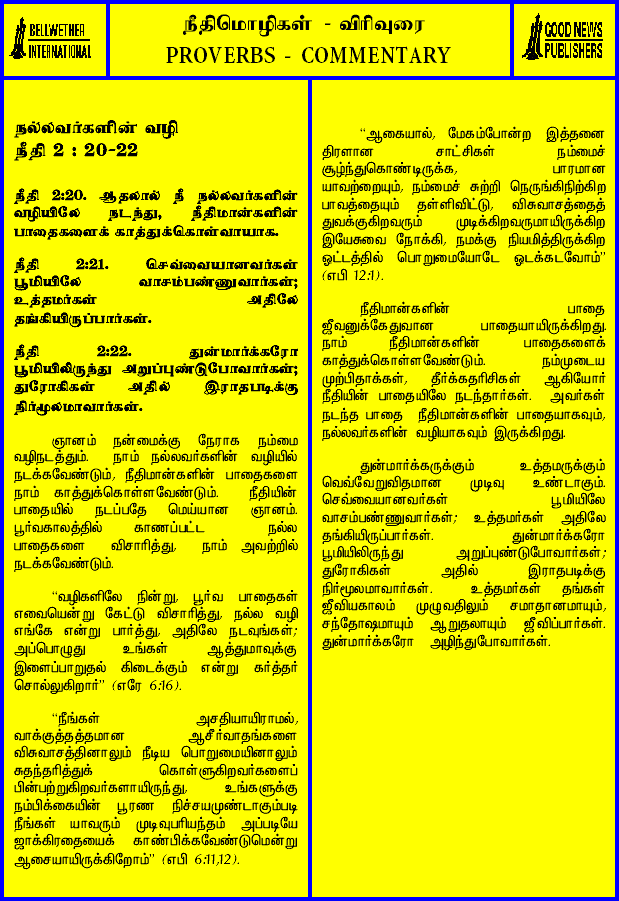 BELLWETHER
INTERNATIONAL
நீதிமொழிகள் - விரிவுரை
PROVERBS - COMMENTARY
GOOD NEWS
PUBLISHERS
நல்லவர்களின் வழி
நீதி 2 : 20-22
நீதி 2:20. ஆதலால் நீ நல்லவர்களின்
வழியிலே நடந்து, நீதிமான்களின்
பாதைகளைக் காத்துக்கொள்வாயாக.
நீதி 2:21. செவ்வையானவர்கள்
பூமியிலே வாசம்பண்ணுவார்கள்;
உத்தமர்கள் அதிலே
தங்கியிருப்பார்கள்.
நீதி 2:22. துன்மார்க்கரோ
பூமியிலிருந்து அறுப்புண்டுபோவார்கள்;
துரோகிகள் அதில் இராதபடிக்கு
நிர்மூலமாவார்கள்.
ஞானம் நன்மைக்கு நேராக நம்மை
வழிநடத்தும். நாம் நல்லவர்களின் வழியில்
நடக்கவேண்டும், நீதிமான்களின் பாதைகளை
நாம் காத்துக்கொள்ளவேண்டும். நீதியின்
பாதையில் நடப்பதே மெய்யான ஞானம்.
பூர்வகாலத்தில் காணப்பட்ட நல்ல
பாதைகளை விசாரித்து, நாம் அவற்றில்
நடக்கவேண்டும்.
“வழிகளிலே நின்று, பூர்வ பாதைகள்
எவையென்று கேட்டு விசாரித்து, நல்ல வழி
எங்கே என்று பார்த்து, அதிலே நடவுங்கள்;
அப்பொழுது உங்கள் ஆத்துமாவுக்கு
இளைப்பாறுதல் கிடைக்கும் என்று கர்த்தர்
சொல்லுகிறார்” (எரே 6:16).
“நீங்கள் அசதியாயிராமல்,
வாக்குத்தத்தமான ஆசீர்வாதங்களை
விசுவாசத்தினாலும் நீடிய பொறுமையினாலும்
சுதந்தரித்துக் கொள்ளுகிறவர்களைப்
பின்பற்றுகிறவர்களாயிருந்து, உங்களுக்கு
நம்பிக்கையின் பூரண நிச்சயமுண்டாகும்படி
நீங்கள் யாவரும் முடிவுபரியந்தம் அப்படியே
ஜாக்கிரதையைக் காண்பிக்கவேண்டுமென்று
ஆசையாயிருக்கிறோம்” (எபி 6:11,12).
“ஆகையால், மேகம்போன்ற இத்தனை
திரளான சாட்சிகள் நம்மைச்
சூழ்ந்துகொண்டிருக்க, பாரமான
யாவற்றையும், நம்மைச் சுற்றி நெருங்கிநிற்கிற
பாவத்தையும் தள்ளிவிட்டு, விசுவாசத்தைத்
துவக்குகிறவரும் முடிக்கிறவருமாயிருக்கிற
இயேசுவை நோக்கி, நமக்கு நியமித்திருக்கிற
ஓட்டத்தில் பொறுமையோடே ஓடக்கடவோம்”
(எபி 12:1).
நீதிமான்களின் பாதை
ஜீவனுக்கேதுவான பாதையாயிருக்கிறது.
நாம் நீதிமான்களின் பாதைகளைக்
காத்துக்கொள்ளவேண்டும். நம்முடைய
முற்பிதாக்கள், தீர்க்கதரிசிகள் ஆகியோர்
நீதியின் பாதையிலே நடந்தார்கள். அவர்கள்
நடந்த பாதை நீதிமான்களின் பாதையாகவும்,
நல்லவர்களின் வழியாகவும் இருக்கிறது.
துன்மார்க்கருக்கும் உத்தமருக்கும்
வெவ்வேறுவிதமான முடிவு உண்டாகும்.
செவ்வையானவர்கள் பூமியிலே
வாசம்பண்ணுவார்கள்; உத்தமர்கள் அதிலே
தங்கியிருப்பார்கள். துன்மார்க்கரோ
பூமியிலிருந்து அறுப்புண்டுபோவார்கள்;
துரோகிகள் அதில் இராதபடிக்கு
நிர்மூலமாவார்கள். உத்தமர்கள் தங்கள்
ஜீவியகாலம் முழுவதிலும் சமாதானமாயும்,
சந்தோஷமாயும் ஆறுதலாயும் ஜீவிப்பார்கள்.
துன்மார்க்கரோ அழிந்துபோவார்கள்.